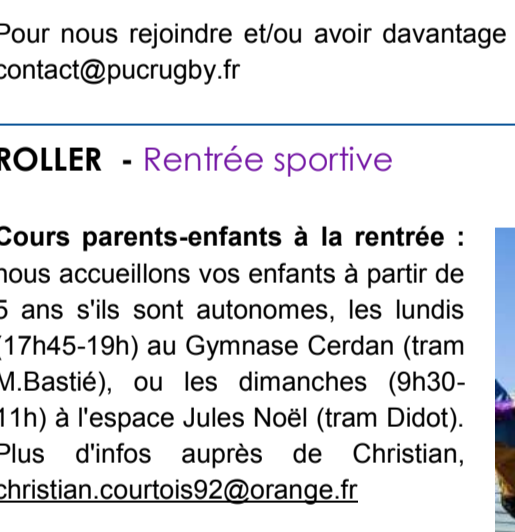 Pour nous rejoindre et/ou avoir davantage
contact@pucrugby.fr
ROLLER - Rentrée sportive
Cours parents-enfants à la rentrée :
nous accueillons vos enfants à partir de
5 ans s'ils sont autonomes, les lundis
(17h45-19h) au Gymnase Cerdan (tram
M.Bastié), ou les dimanches (9h30-
11h) à l'espace Jules Noël (tram Didot).
Plus d'infos auprès de Christian,
christian.courtois92@orange.fr